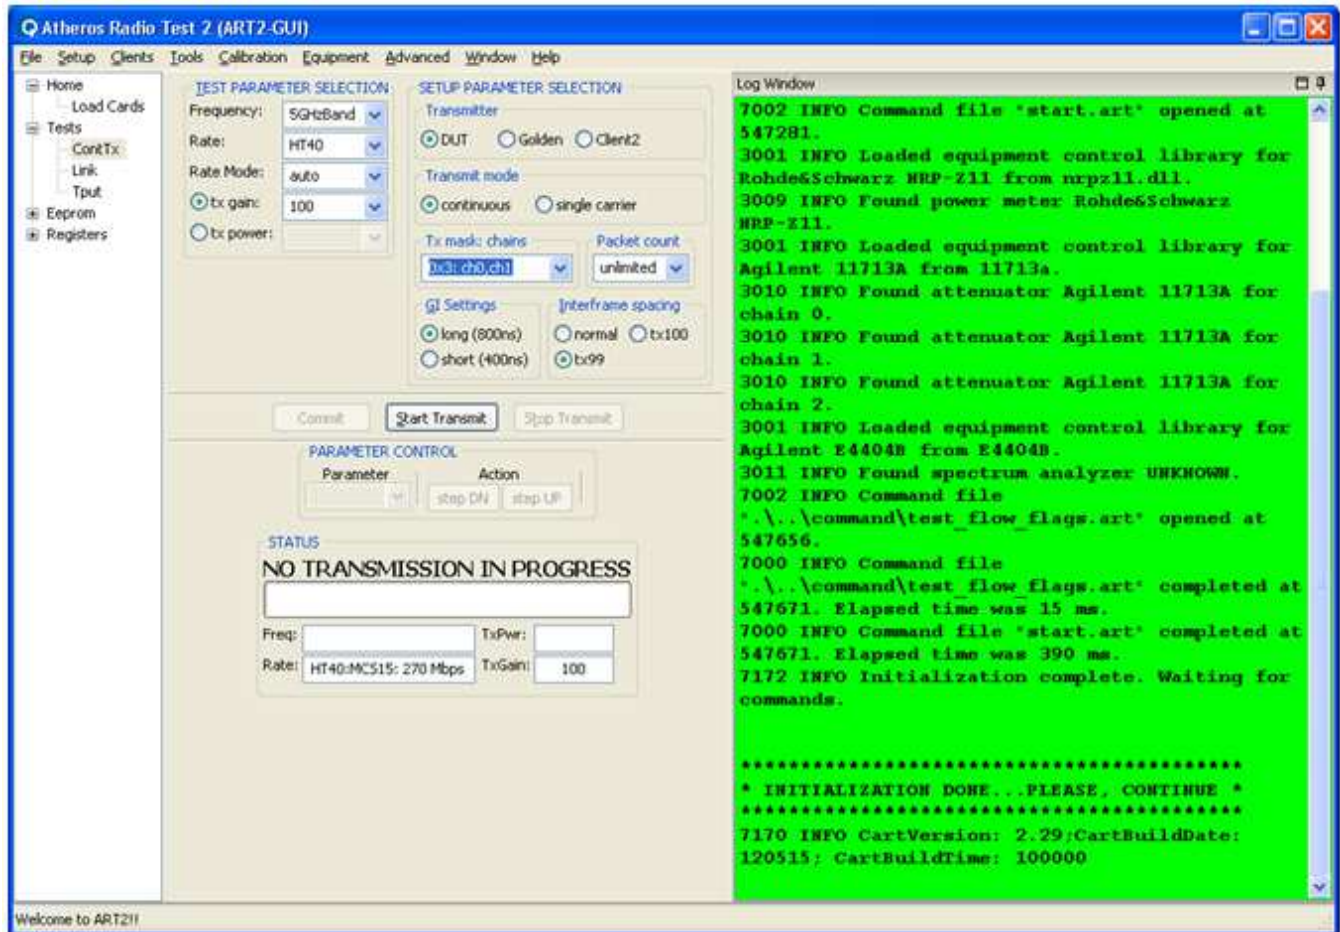 Atheros Radio Test 2 (ART2-GUI)
File Setup Clients Tools Calibration Equipment Advanced Window Help
Home
Load Cards
Tests
ContTx
Link
Tput
Eeprom
Registers
TEST PARAMETER SELECTION
Frequency: 5GHzBand
Rate: HT40
Rate Mode: auto
tx gain: 100
tx power:
SETUP PARAMETER SELECTION
Transmitter
DUT Golden Client2
Transmit mode
continuous single carrier
Tx mask: chains
0x3: ch0,ch1
Packet count
unlimited
GI Settings
long (800ns)
short (400ns)
Interframe spacing
normal tx100
tx99
Commit Start Transmit Stop Transmit
PARAMETER CONTROL
Parameter Action
step DN step UP
STATUS
NO TRANSMISSION IN PROGRESS
Freq: TxPwr:
Rate: HT40:MCS15: 270 Mbps TxGain: 100
Log Window
7002 INFO Command file "start.art" opened at
547281.
3001 INFO Loaded equipment control library for
Rohde&Schwarz NRP-Z11 from nrpz11.dll.
3009 INFO Found power meter Rohde&Schwarz
NRP-Z11.
3001 INFO Loaded equipment control library for
Agilent 11713A from 11713a.
3010 INFO Found attenuator Agilent 11713A for
chain 0.
3010 INFO Found attenuator Agilent 11713A for
chain 1.
3010 INFO Found attenuator Agilent 11713A for
chain 2.
3001 INFO Loaded equipment control library for
Agilent E4404B from E4404B.
3011 INFO Found spectrum analyzer UNKNOWN.
7002 INFO Command file
".\..\command\test_flow_flags.art" opened at
547656.
7000 INFO Command file
".\..\command\test_flow_flags.art" completed at
547671. Elapsed time was 15 ms.
7000 INFO Command file "start.art" completed at
547671. Elapsed time was 390 ms.
7172 INFO Initialization complete. Waiting for
commands.
*******************************************
* INITIALIZATION DONE...PLEASE, CONTINUE *
*******************************************
7170 INFO CartVersion: 2.29;CartBuildDate:
120515; CartBuildTime: 100000
Welcome to ART2!!